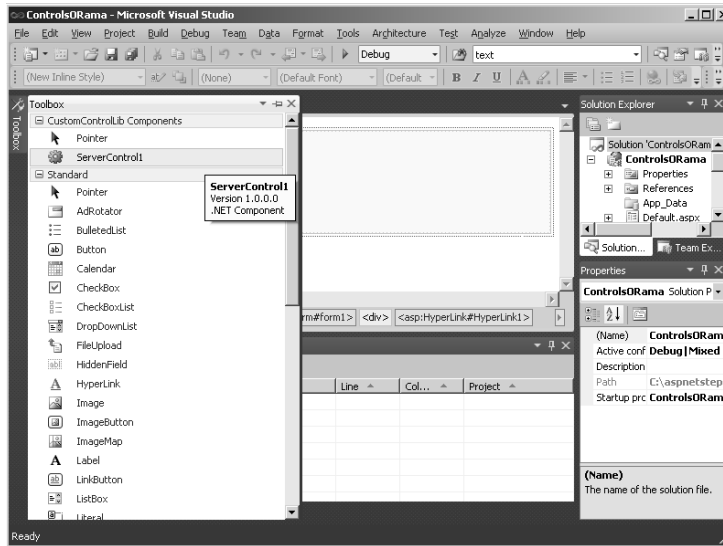 ControlsORama - Microsoft Visual Studio
File Edit View Project Build Debug Team Data Format Tools Architecture Test Analyze Window Help
Debug text
(New Inline Style) (None) (Default Font) (Default B I U A
Toolbox
Toolbox
CustomControlLib Components
Pointer
ServerControl1
Standard
Pointer
AdRotator
BulletedList
Button
Calendar
CheckBox
CheckBoxList
DropDownList
FileUpload
HiddenField
HyperLink
Image
ImageButton
ImageMap
Label
LinkButton
ListBox
Literal
ServerControl1
Version 1.0.0.0
.NET Component
rm#form1> <div> <asp:HyperLink#HyperLink1>
Line Col... Project
Solution Explorer
Solution 'ControlsORam
ControlsORama
Properties
References
App_Data
Default.aspx
Solution... Team Ex...
Properties
ControlsORama Solution P
(Name) ControlsORam
Active conf Debug|Mixed
Description
Path C:\aspnetstep
Startup prc ControlsORam
(Name)
The name of the solution file.
Ready